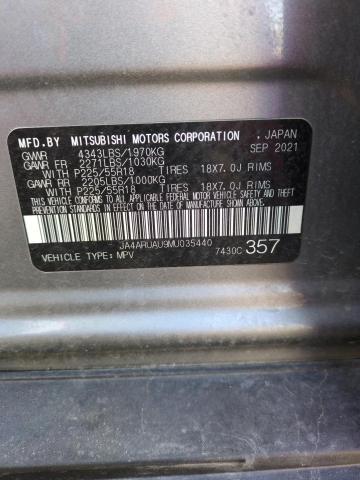 MFD.BY MITSUBISHI MOTORS CORPORATION . JAPAN
GVWR 4343LBS/1970KG SEP 2021
GAWR FR 2271LBS/1030KG
WITH P225/55R18 TIRES 18X7.0J RIMS
GAWR RR 2205LBS/1000KG
WITH P225/55R18 TIRES 18X7.0J RIMS
THIS VEHICLE CONFORMS TO ALL APPLICABLE
FEDERAL MOTOR VEHICLE SAFETY AND
THEFT PREVENTION STANDARDS IN EFFECT ON
THE DATE OF MANUFACTURE SHOWN ABOVE.
JA4ARUAU9MU035440
VEHICLE TYPE: MPV 7430C 357